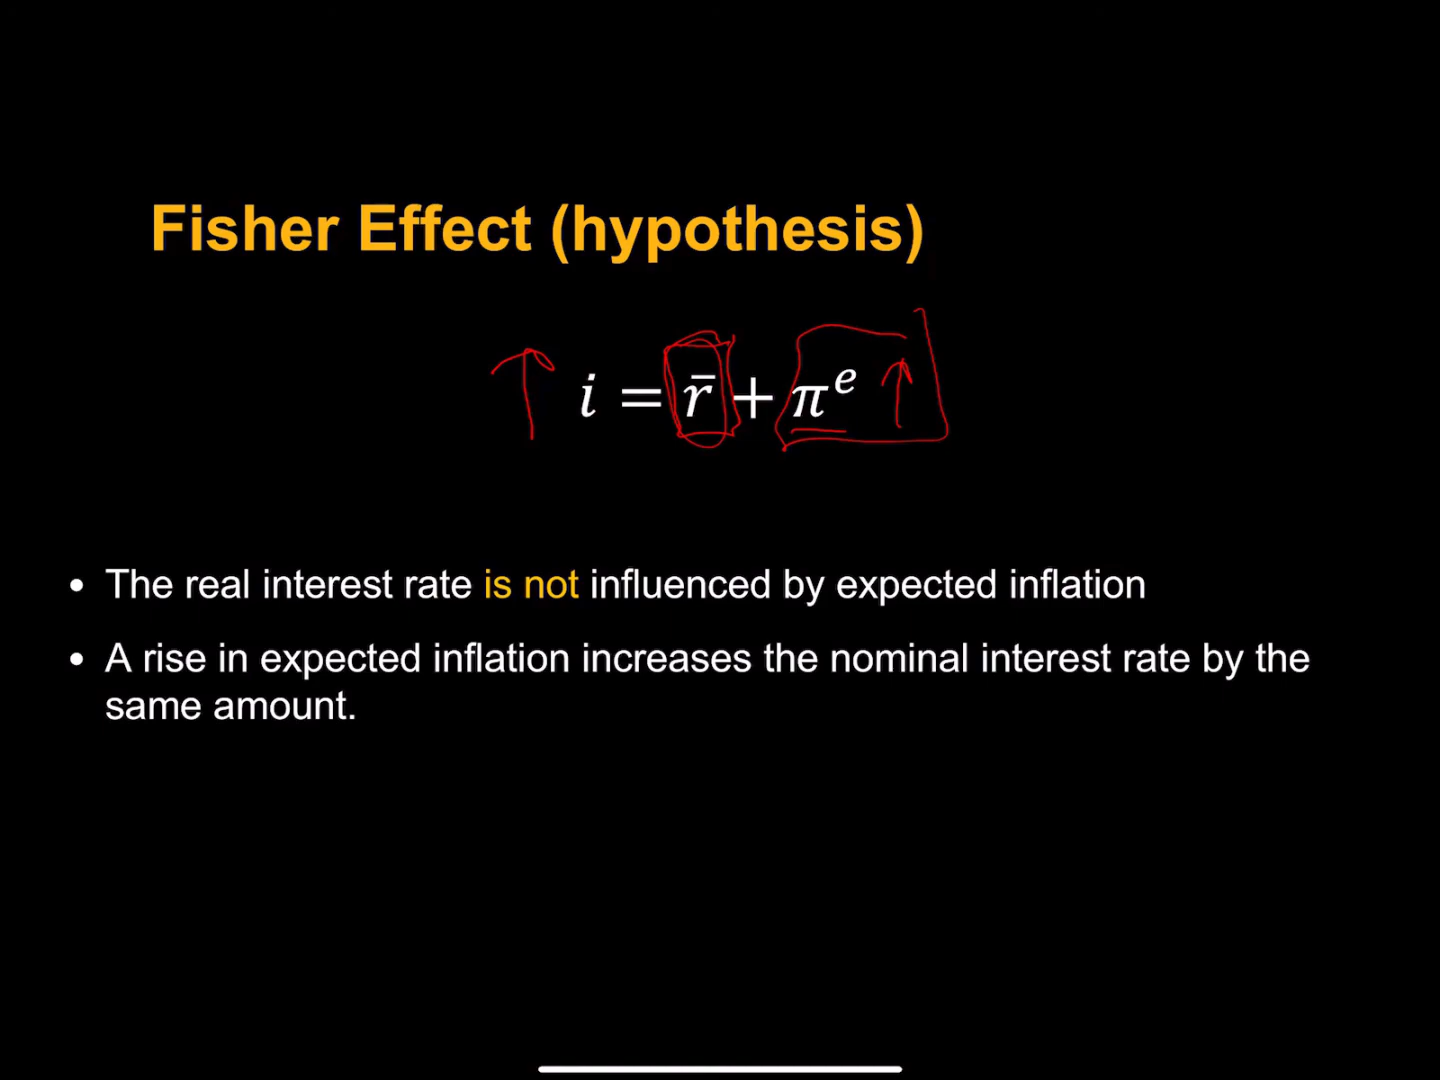 Fisher Effect (hypothesis)
↑ i = r̄ + πᵉ ↑
• The real interest rate is not influenced by expected inflation
• A rise in expected inflation increases the nominal interest rate by the
same amount.